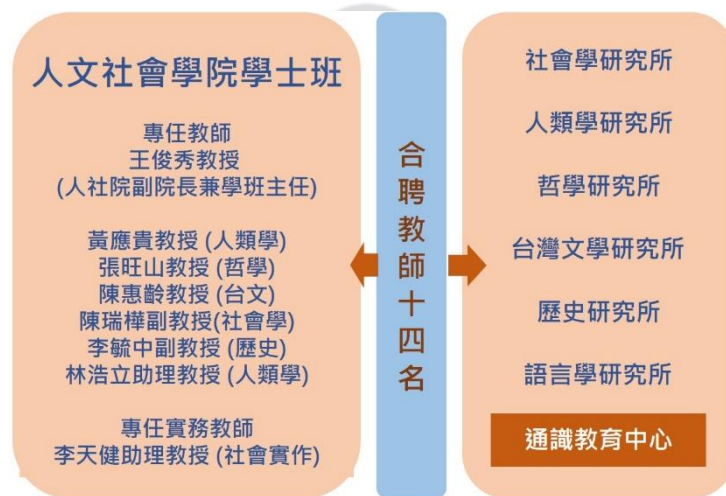 人文社會學院學士班
專任教師
王俊秀教授
(人社院副院長兼學班主任)
黃應貴教授 (人類學)
張旺山教授 (哲學)
陳惠齡教授 (台文)
陳瑞樺副教授(社會學)
李毓中副教授 (歷史)
林浩立助理教授 (人類學)
專任實務教師
李天健助理教授 (社會實作)
合聘教師十四名
社會學研究所
人類學研究所
哲學研究所
台灣文學研究所
歷史研究所
語言學研究所
通識教育中心